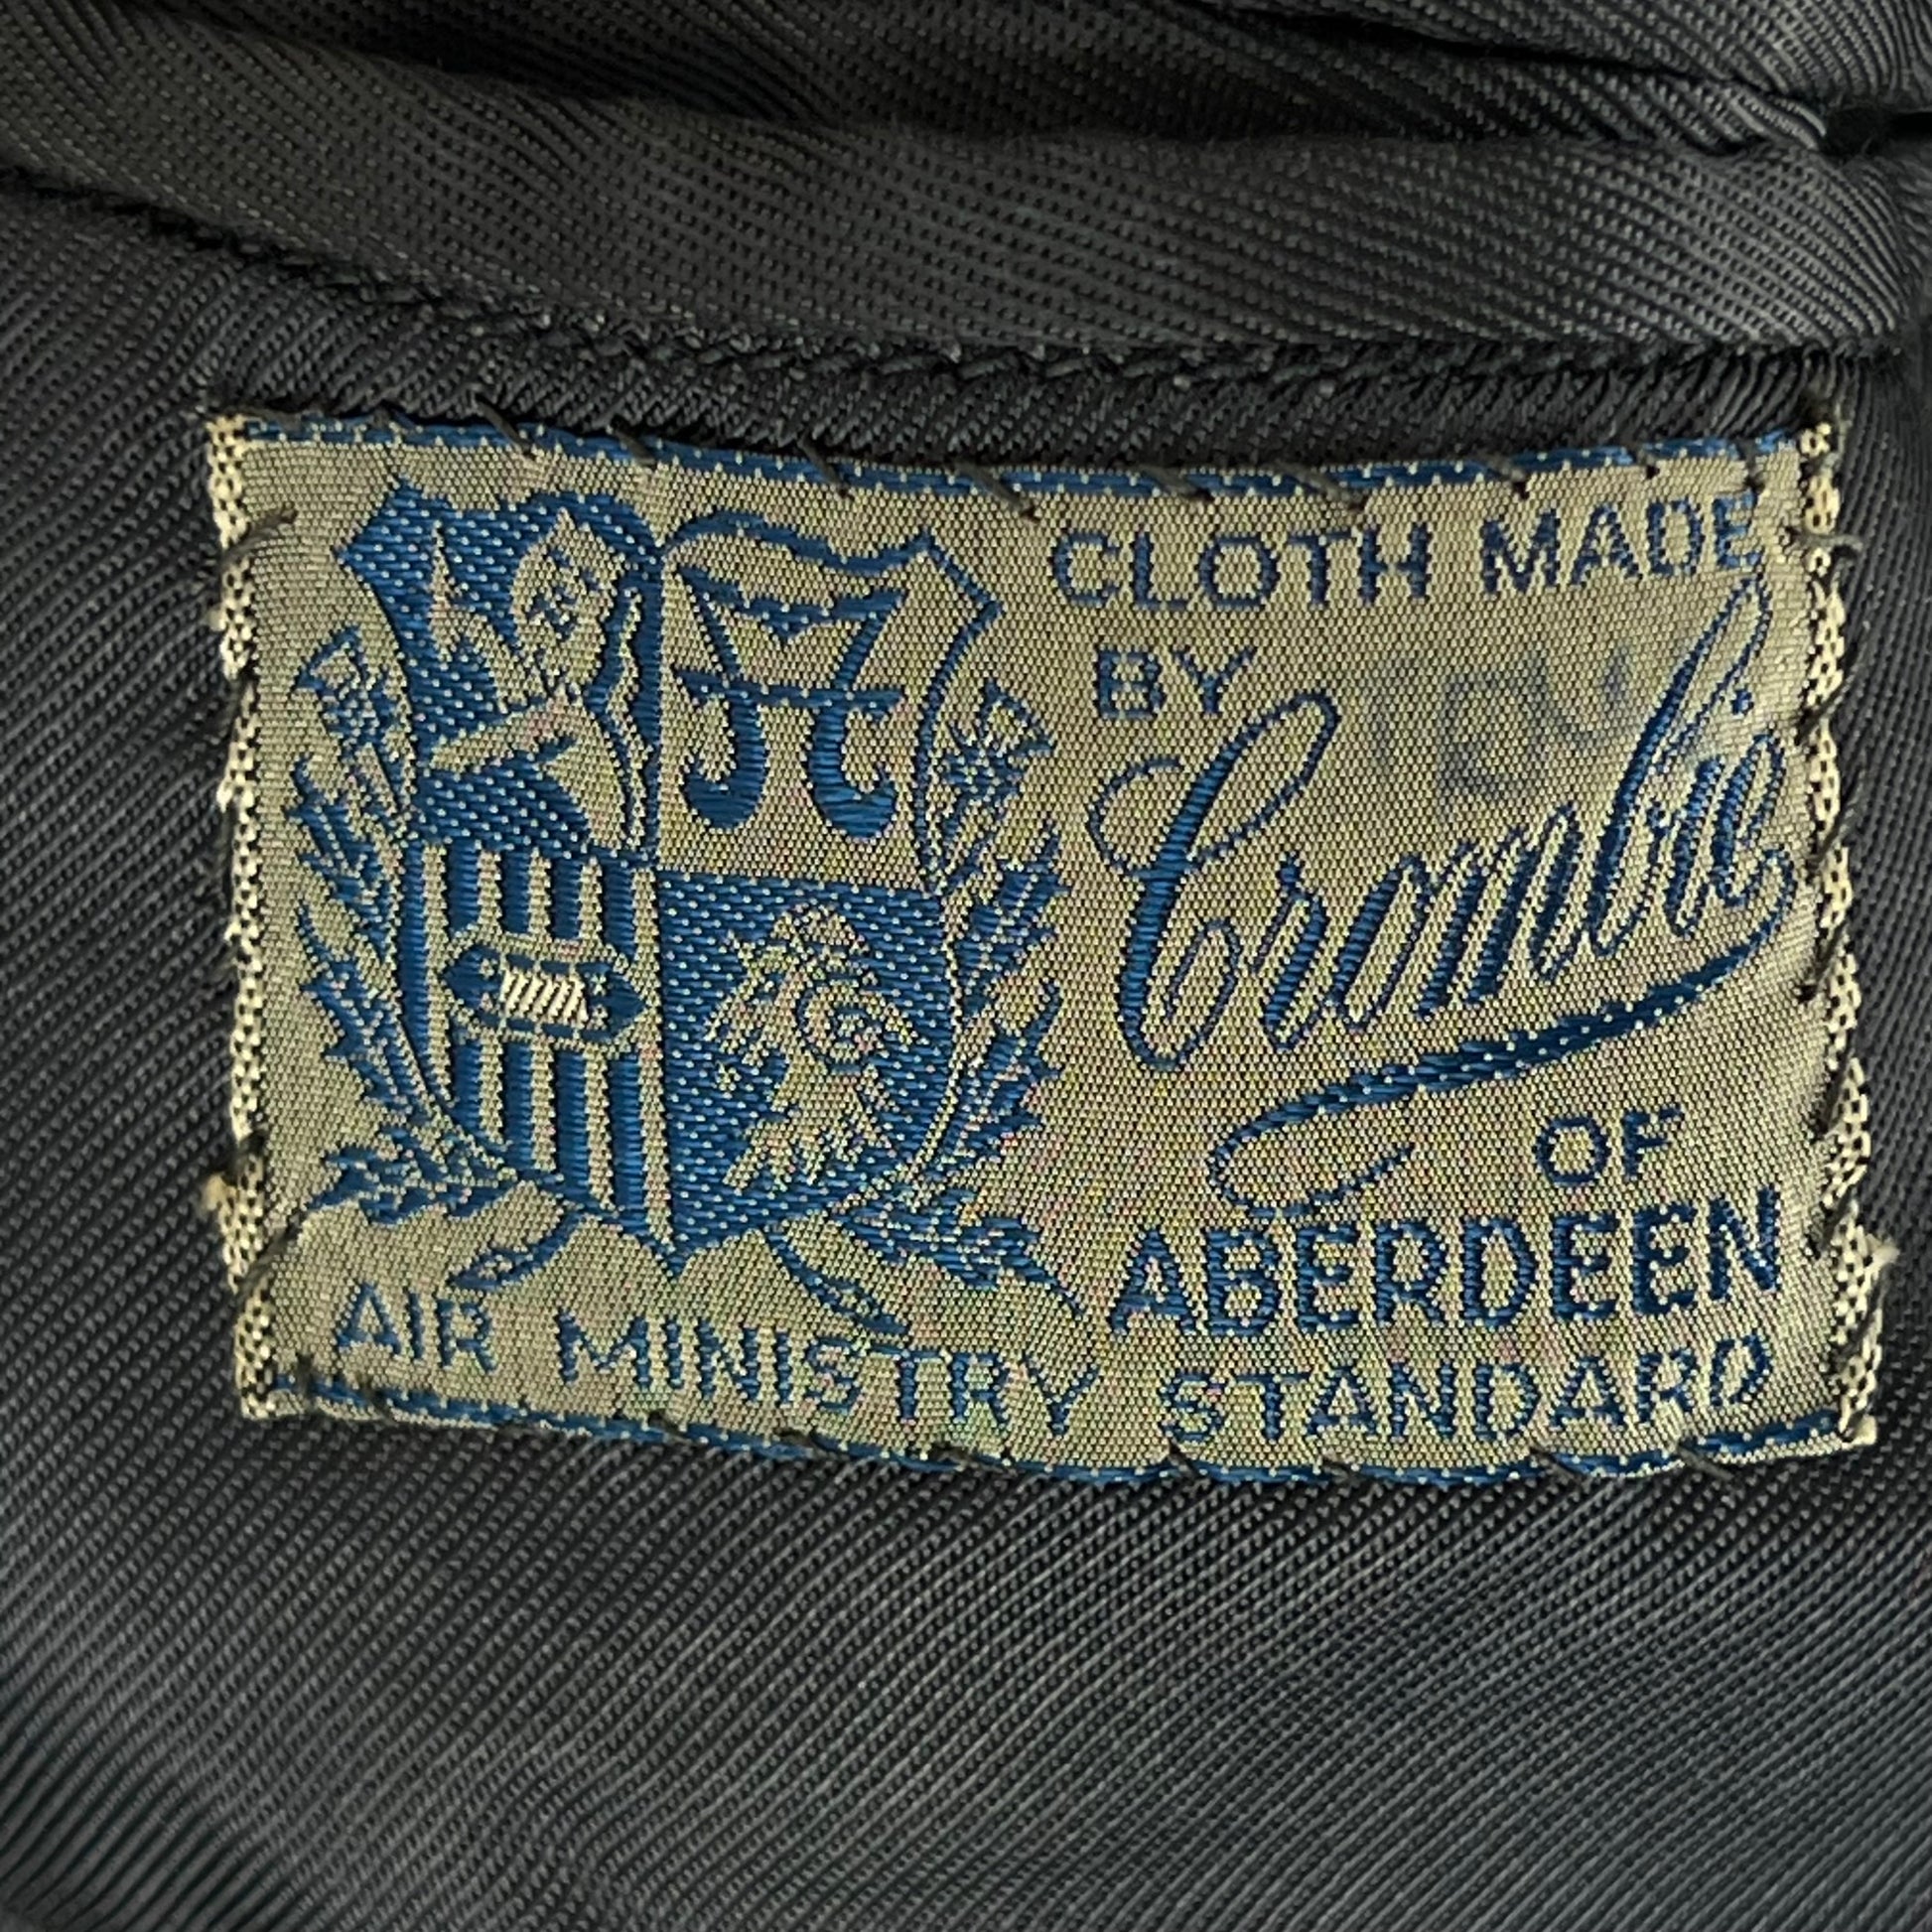 CLOTH MADE
BY
Crombie
OF
ABERDEEN
AIR MINISTRY STANDARD